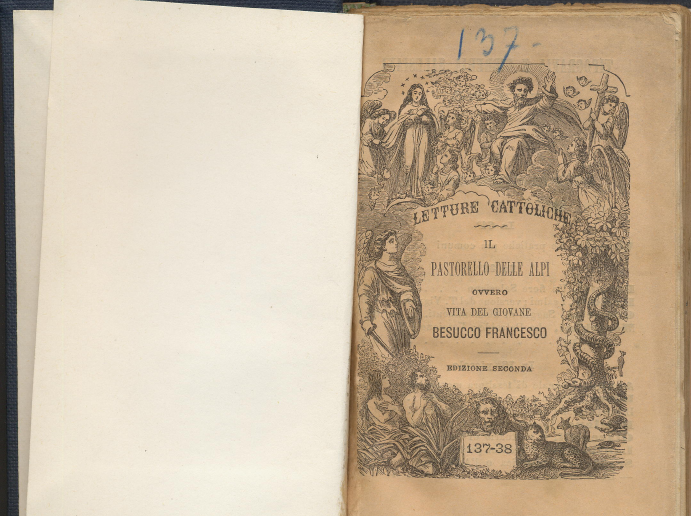 137-
LETTURE CATTOLICHE
IL
PASTORELLO DELLE ALPI
OVVERO
VITA DEL GIOVANE
BESUCCO FRANCESCO
EDIZIONE SECONDA
137-38